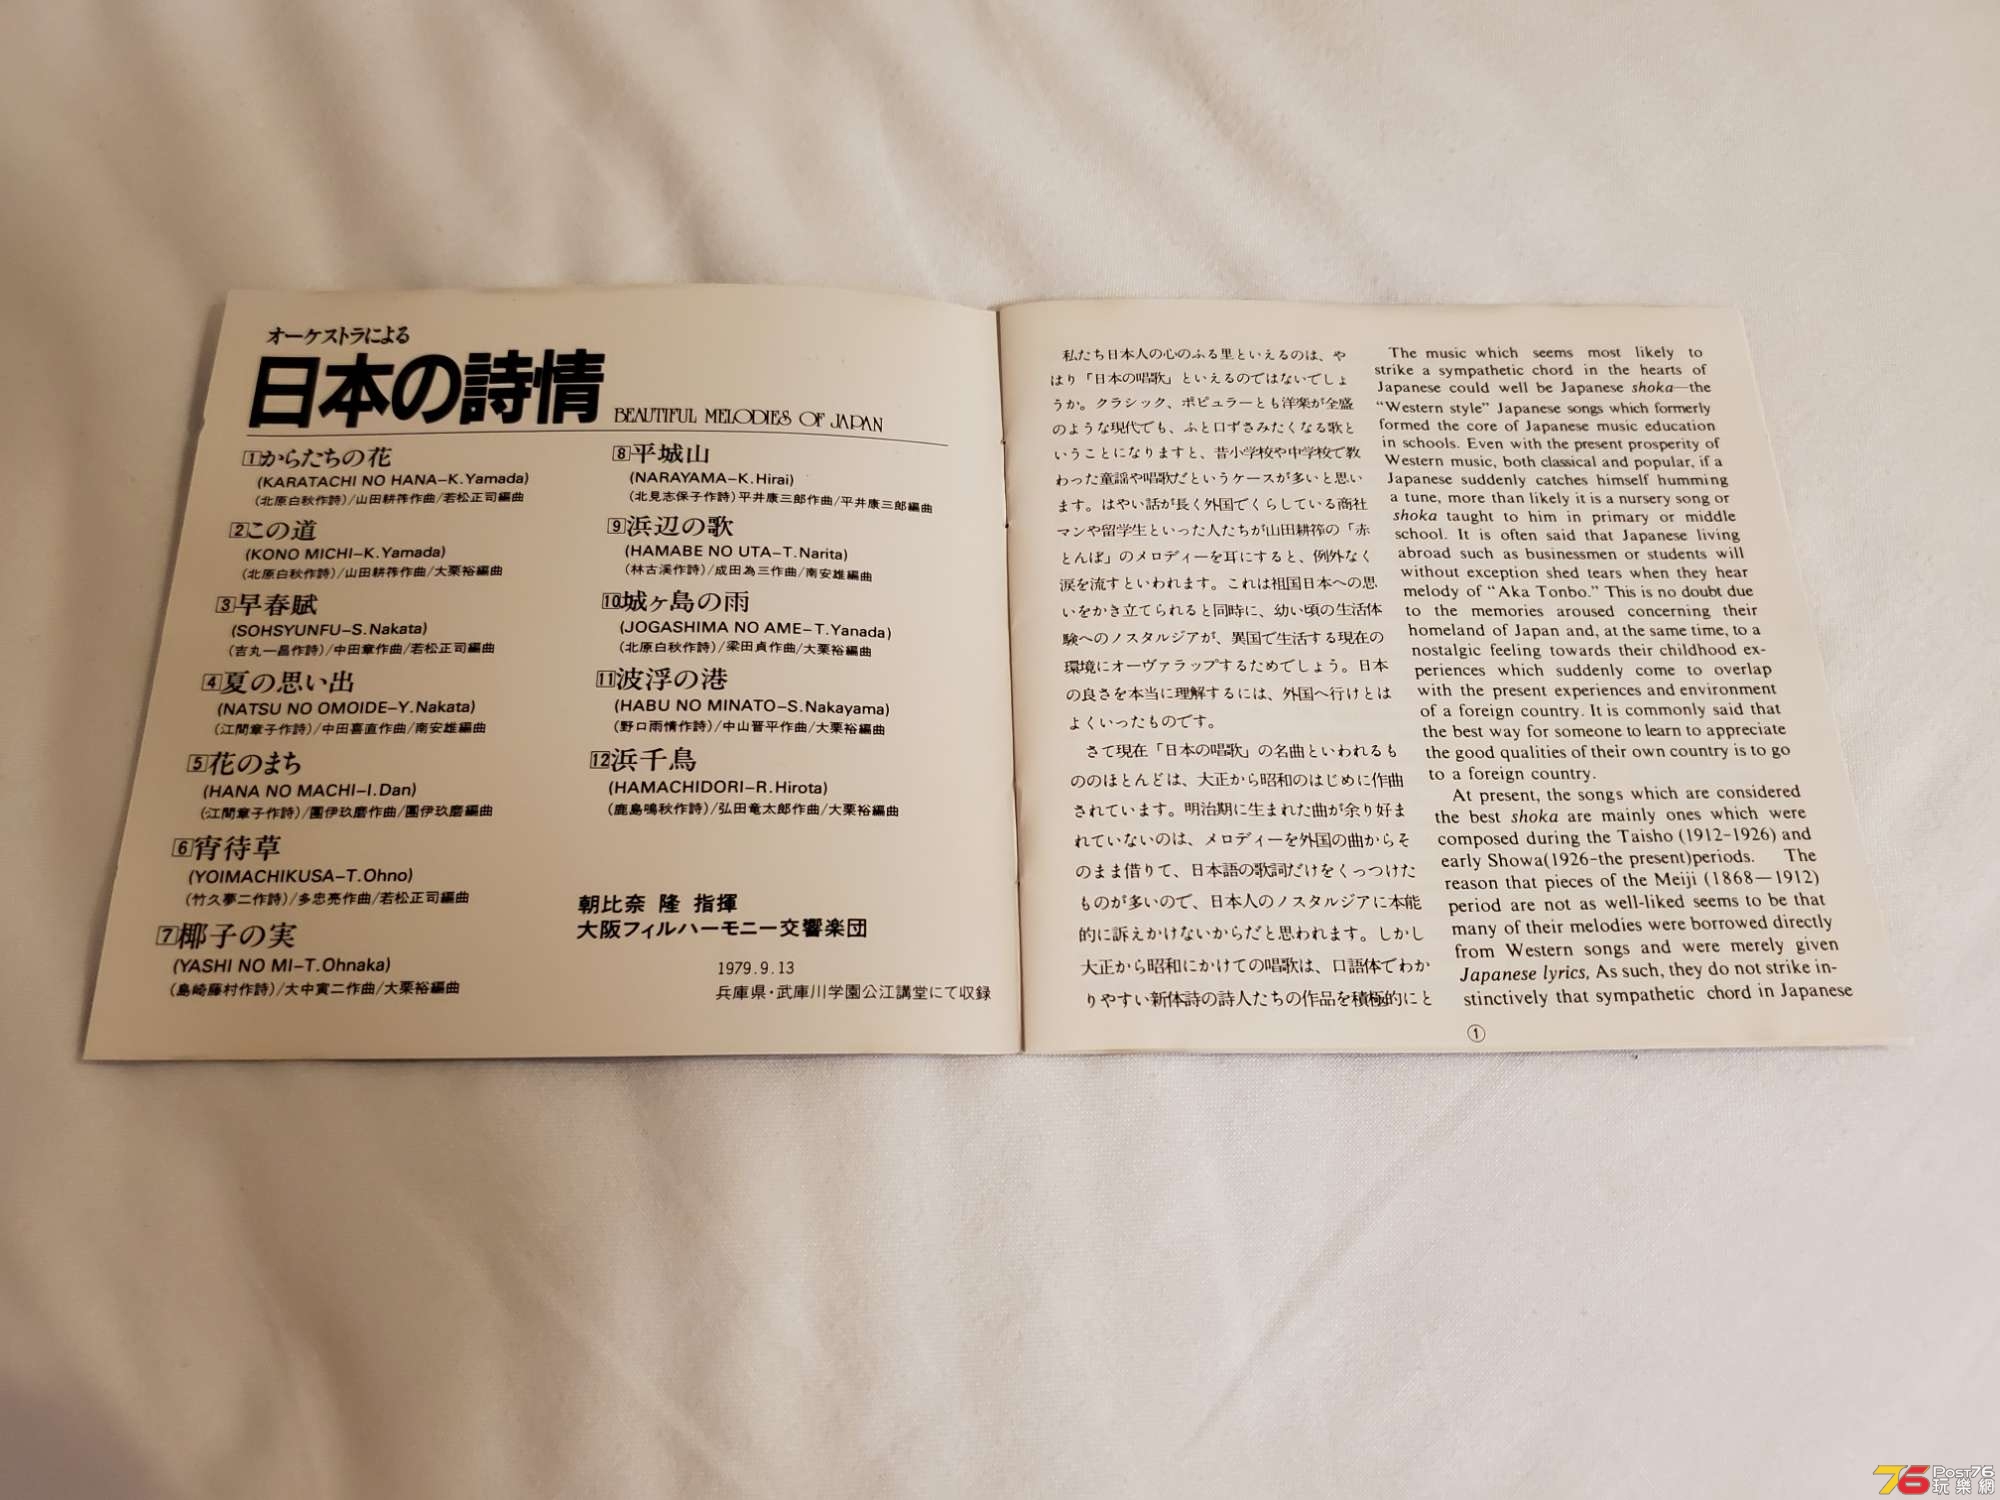 オーケストラによる
日本の詩情 BEAUTIFUL MELODIES OF JAPAN
1からたちの花
(KARATACHI NO HANA–K.Yamada)
(北原白秋作詩)/山田耕筰作曲/若松正司編曲
2この道
(KONO MICHI–K.Yamada)
(北原白秋作詩)/山田耕筰作曲/大栗裕編曲
3早春賦
(SOHSYUNFU–S.Nakata)
(吉丸一昌作詩)/中田章作曲/若松正司編曲
4夏の思い出
(NATSU NO OMOIDE–Y.Nakata)
(江間章子作詩)/中田喜直作曲/南安雄編曲
5花のまち
(HANA NO MACHI–I.Dan)
(江間章子作詩)/團伊玖磨作曲/團伊玖磨編曲
6宵待草
(YOIMACHIKUSA–T.Ohno)
(竹久夢二作詩)/多忠亮作曲/若松正司編曲
7椰子の実
(YASHI NO MI–T.Ohnaka)
(島崎藤村作詩)/大中寅二作曲/大栗裕編曲
8平城山
(NARAYAMA–K.Hirai)
(北見志保子作詩)平井康三郎作曲/平井康三郎編曲
9浜辺の歌
(HAMABE NO UTA–T.Narita)
(林古溪作詩)/成田為三作曲/南安雄編曲
10城ヶ島の雨
(JOGASHIMA NO AME–T.Yanada)
(北原白秋作詩)/梁田貞作曲/大栗裕編曲
11波浮の港
(HABU NO MINATO–S.Nakayama)
(野口雨情作詩)/中山晋平作曲/大栗裕編曲
12浜千鳥
(HAMACHIDORI–R.Hirota)
(鹿島鳴秋作詩)/弘田竜太郎作曲/大栗裕編曲
朝比奈 隆 指揮
大阪フィルハーモニー交響楽団
1979.9.13
兵庫県・武庫川学園公江講堂にて収録
私たち日本人の心のふる里といえるのは、や
はり「日本の唱歌」といえるのではないでしょ
うか。クラシック、ポピュラーとも洋楽が全盛
のような現代でも、ふと口ずさみたくなる歌と
いうことになりますと、昔小学校や中学校で教
わった童謡や唱歌だというケースが多いと思い
ます。はやい話が長く外国でくらしている商社
マンや留学生といった人たちが山田耕筰の「赤
とんぼ」のメロディーを耳にすると、例外なく
涙を流すといわれます。これは祖国日本への思
いをかき立てられると同時に、幼い頃の生活体
験へのノスタルジアが、異国で生活する現在の
環境にオーヴァラップするためでしょう。日本
の良さを本当に理解するには、外国へ行けとは
よくいったものです。
さて現在「日本の唱歌」の名曲といわれるも
ののほとんどは、大正から昭和のはじめに作曲
されています。明治期に生まれた曲が余り好ま
れていないのは、メロディーを外国の曲からそ
のまま借りて、日本語の歌詞だけをくっつけた
ものが多いので、日本人のノスタルジアに本能
的に訴えかけないからだと思われます。しかし
大正から昭和にかけての唱歌は、口語体でわか
りやすい新体詩の詩人たちの作品を積極的にと
The music which seems most likely to
strike a sympathetic chord in the hearts of
Japanese could well be Japanese shoka—the
“Western style” Japanese songs which formerly
formed the core of Japanese music education
in schools. Even with the present prosperity of
Western music, both classical and popular, if a
Japanese suddenly catches himself humming
a tune, more than likely it is a nursery song or
shoka taught to him in primary or middle
school. It is often said that Japanese living
abroad such as businessmen or students will
without exception shed tears when they hear
melody of “Aka Tonbo.” This is no doubt due
to the memories aroused concerning their
homeland of Japan and, at the same time, to a
nostalgic feeling towards their childhood ex-
periences which suddenly come to overlap
with the present experiences and environment
of a foreign country. It is commonly said that
the best way for someone to learn to appreciate
the good qualities of their own country is to go
to a foreign country.
At present, the songs which are considered
the best shoka are mainly ones which were
composed during the Taisho (1912–1926) and
early Showa(1926–the present)periods. The
reason that pieces of the Meiji (1868—1912)
period are not as well-liked seems to be that
many of their melodies were borrowed directly
from Western songs and were merely given
Japanese lyrics. As such, they do not strike in-
stinctively that sympathetic chord in Japanese
①
76 Post76
玩樂網